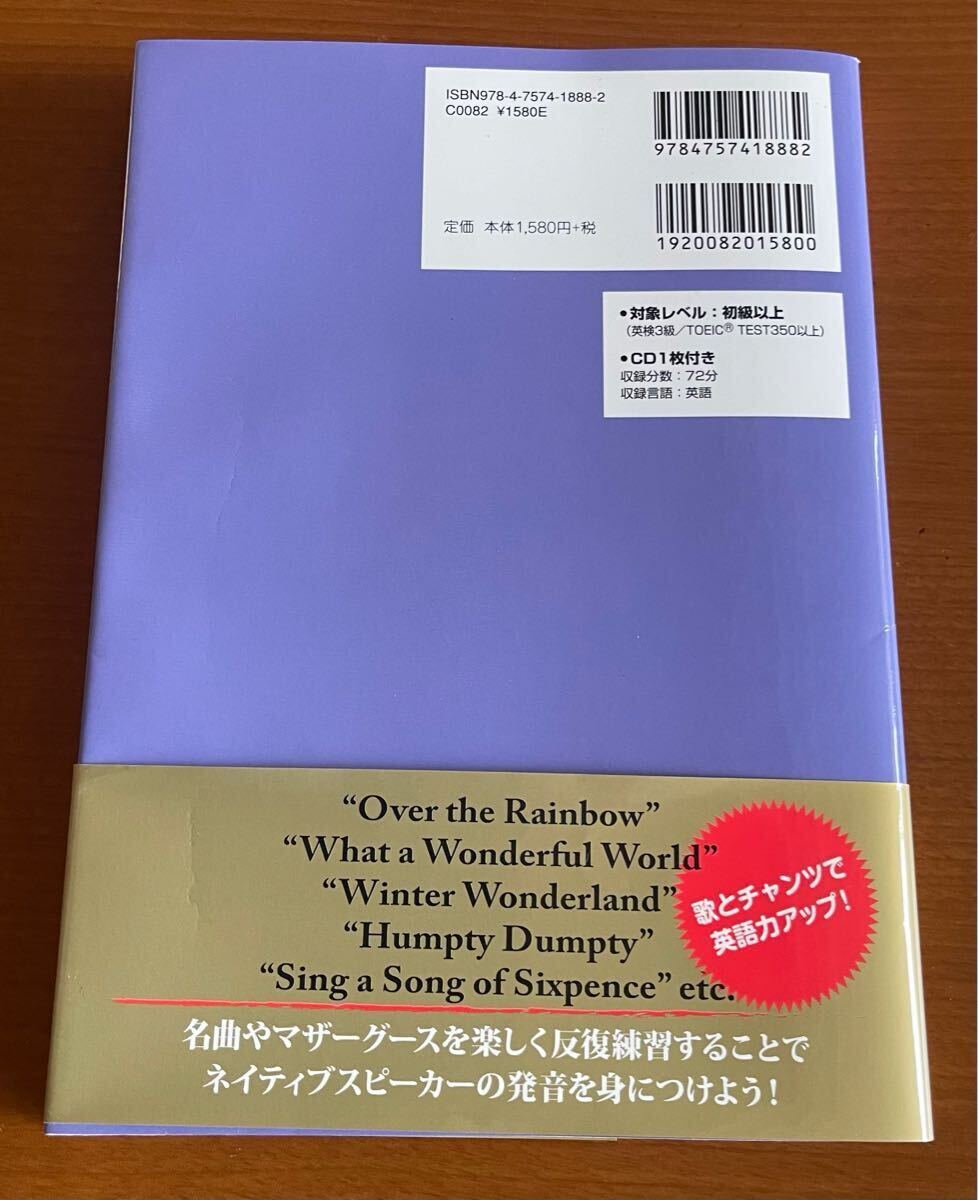 ISBN978-4-7574-1888-2
C0082 ¥1580E
9784757418882
定価 本体1,580円+税
1920082015800
●対象レベル：初級以上
（英検3級／TOEIC® TEST350以上）
●CD1枚付き
収録分数：72分
収録言語：英語
“Over the Rainbow”
“What a Wonderful World”
“Winter Wonderland”
“Humpty Dumpty”
“Sing a Song of Sixpence” etc.
歌とチャンツで
英語力アップ！
名曲やマザーグースを楽しく反復練習することで
ネイティブスピーカーの発音を身につけよう！